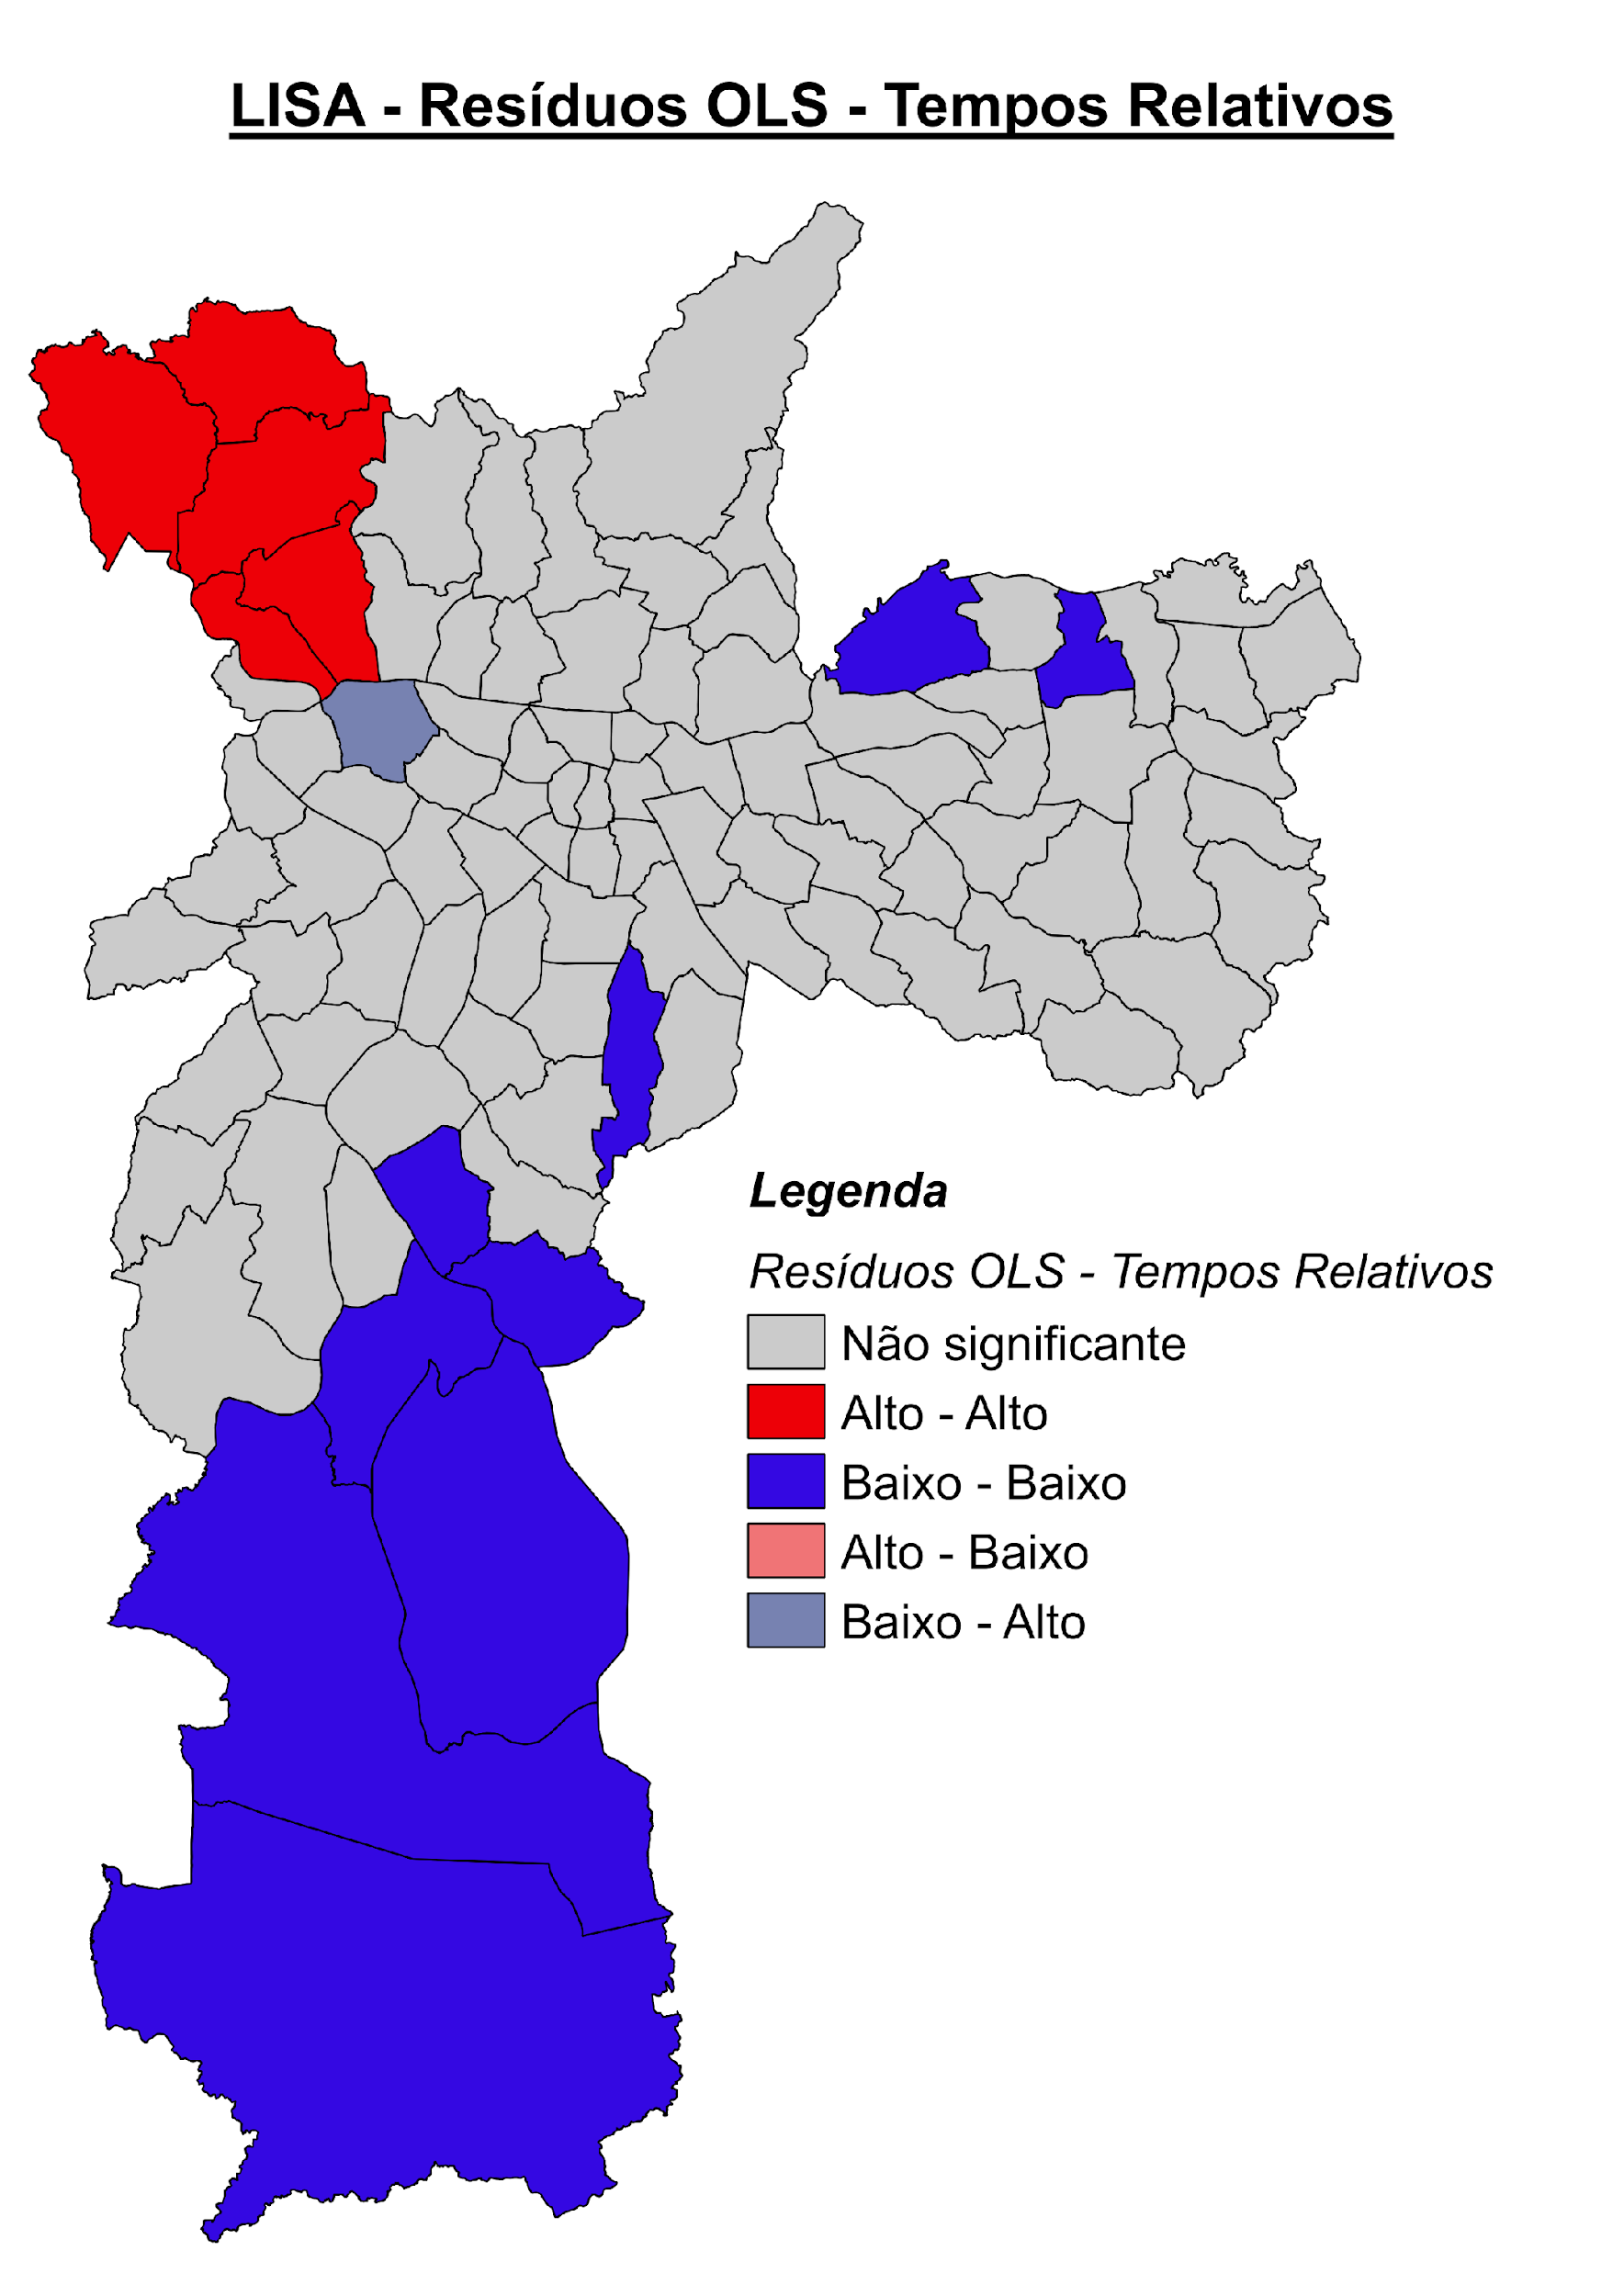 LISA - Resíduos OLS - Tempos Relativos
Legenda
Resíduos OLS - Tempos Relativos
Não significante
Alto - Alto
Baixo - Baixo
Alto - Baixo
Baixo - Alto